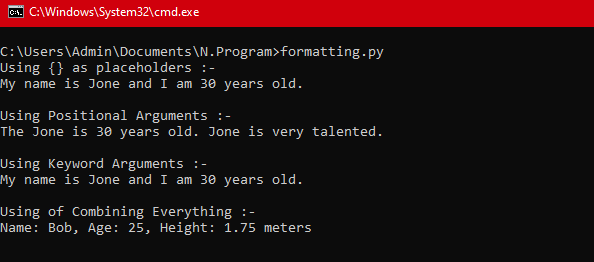 C:\Windows\System32\cmd.exe
C:\Users\Admin\Documents\N.Program>formatting.py
Using {} as placeholders :-
My name is Jone and I am 30 years old.
Using Positional Arguments :-
The Jone is 30 years old. Jone is very talented.
Using Keyword Arguments :-
My name is Jone and I am 30 years old.
Using of Combining Everything :-
Name: Bob, Age: 25, Height: 1.75 meters